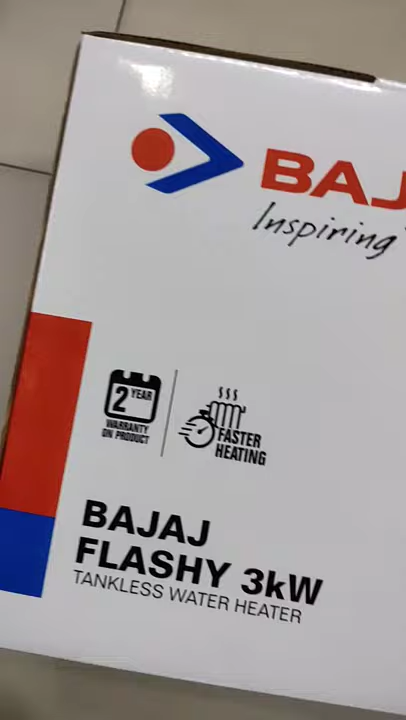 BAJ
Inspiring
2 YEAR
WARRANTY
ON PRODUCT
FASTER
HEATING
BAJAJ
FLASHY 3kW
TANKLESS WATER HEATER